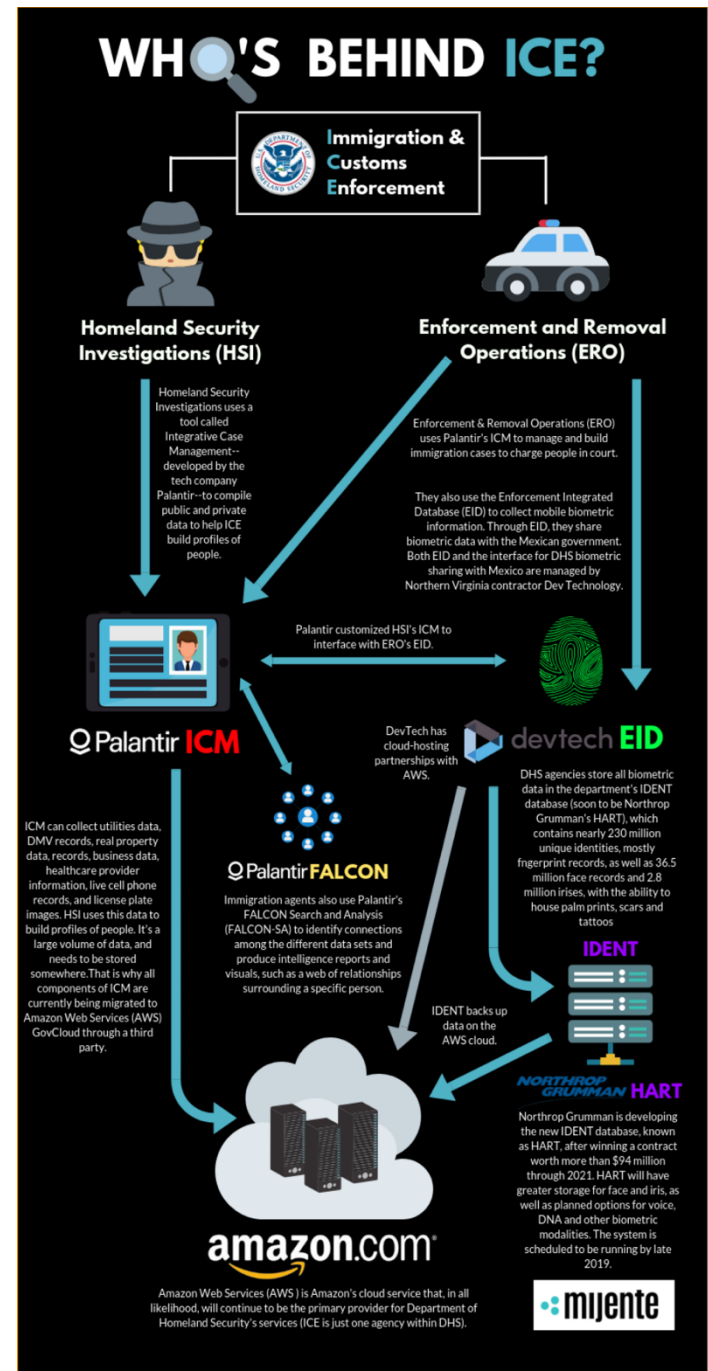 WHO'S BEHIND ICE?
Immigration &
Customs
Enforcement
U.S. DEPARTMENT OF
HOMELAND SECURITY
Homeland Security
Investigations (HSI)
Enforcement and Removal
Operations (ERO)
Homeland Security
Investigations uses a
tool called
Integrative Case
Management--
developed by the
tech company
Palantir--to compile
public and private
data to help ICE
build profiles of
people.
Enforcement & Removal Operations (ERO)
uses Palantir's ICM to manage and build
immigration cases to charge people in court.
They also use the Enforcement Integrated
Database (EID) to collect mobile biometric
information. Through EID, they share
biometric data with the Mexican government.
Both EID and the interface for DHS biometric
sharing with Mexico are managed by
Northern Virginia contractor Dev Technology.
Palantir customized HSI's ICM to
interface with ERO's EID.
Palantir ICM
DevTech has
cloud-hosting
partnerships with
AWS.
devtech EID
ICM can collect utilities data,
DMV records, real property
data, records, business data,
healthcare provider
information, live cell phone
records, and license plate
images. HSI uses this data to
build profiles of people. It's a
large volume of data, and
needs to be stored
somewhere.That is why all
components of ICM are
currently being migrated to
Amazon Web Services (AWS)
GovCloud through a third
party.
Palantir FALCON
Immigration agents also use Palantir's
FALCON Search and Analysis
(FALCON-SA) to identify connections
among the different data sets and
produce intelligence reports and
visuals, such as a web of relationships
surrounding a specific person.
DHS agencies store all biometric
data in the department's IDENT
database (soon to be Northrop
Grumman's HART), which
contains nearly 230 million
unique identities, mostly
fngerprint records, as well as 36.5
million face records and 2.8
million irises, with the ability to
house palm prints, scars and
tattoos
IDENT
IDENT backs up
data on the
AWS cloud.
NORTHROP
GRUMMAN HART
Northrop Grumman is developing
the new IDENT database, known
as HART, after winning a contract
worth more than $94 million
through 2021. HART will have
greater storage for face and iris, as
well as planned options for voice,
DNA and other biometric
modalities. The system is
scheduled to be running by late
2019.
amazon.com
Amazon Web Services (AWS ) is Amazon's cloud service that, in all
likelihood, will continue to be the primary provider for Department of
Homeland Security's services (ICE is just one agency within DHS).
mijente